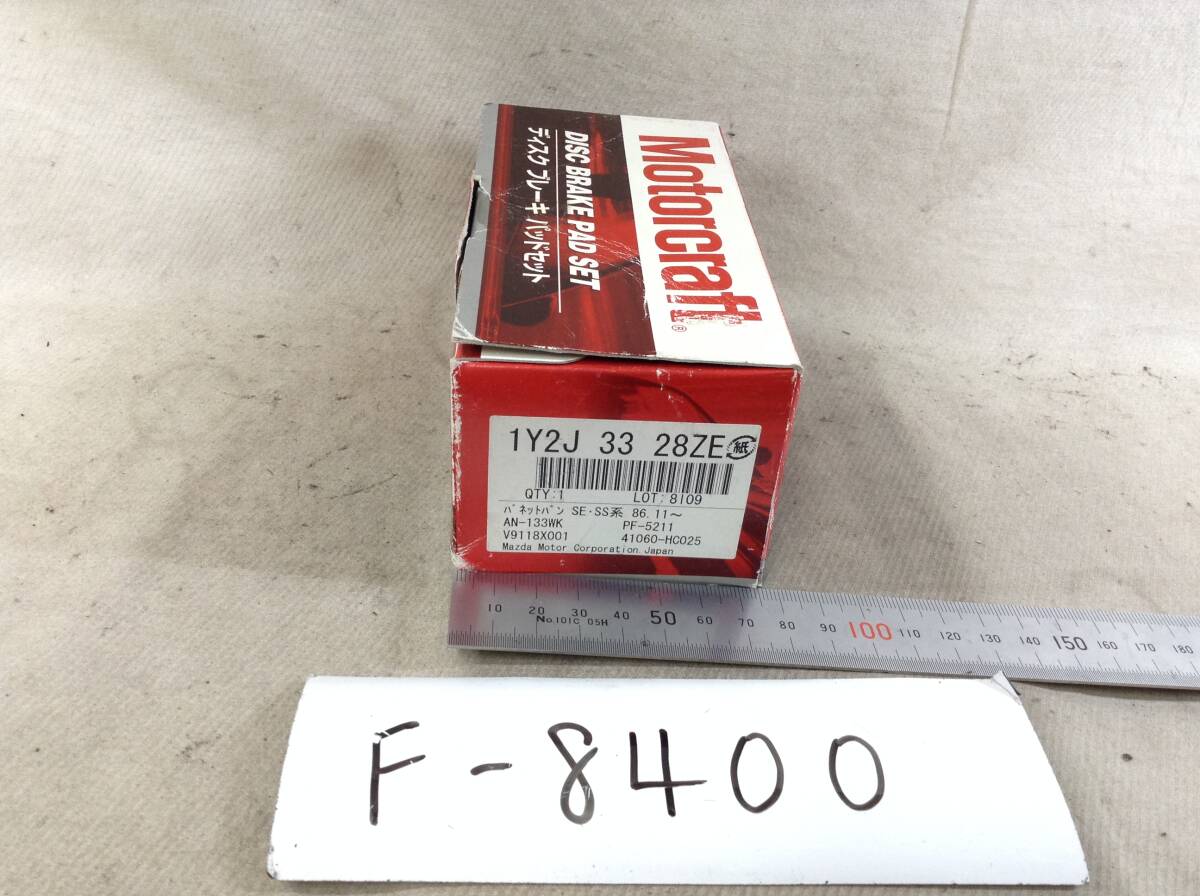 Motorcraft®
DISC BRAKE PAD SET
ディスク ブレーキ パッドセット
1Y2J 33 28ZE 紙
QTY:1 LOT:8I09
バネットバン SE・SS系 86.11～
AN-133WK PF-5211
V9118X001 41060-HC025
Mazda Motor Corporation Japan
10 20 30 40 50 60 70 80 90 100 110 120 130 140 150 160 170 180
No.101C 05H
F-8400